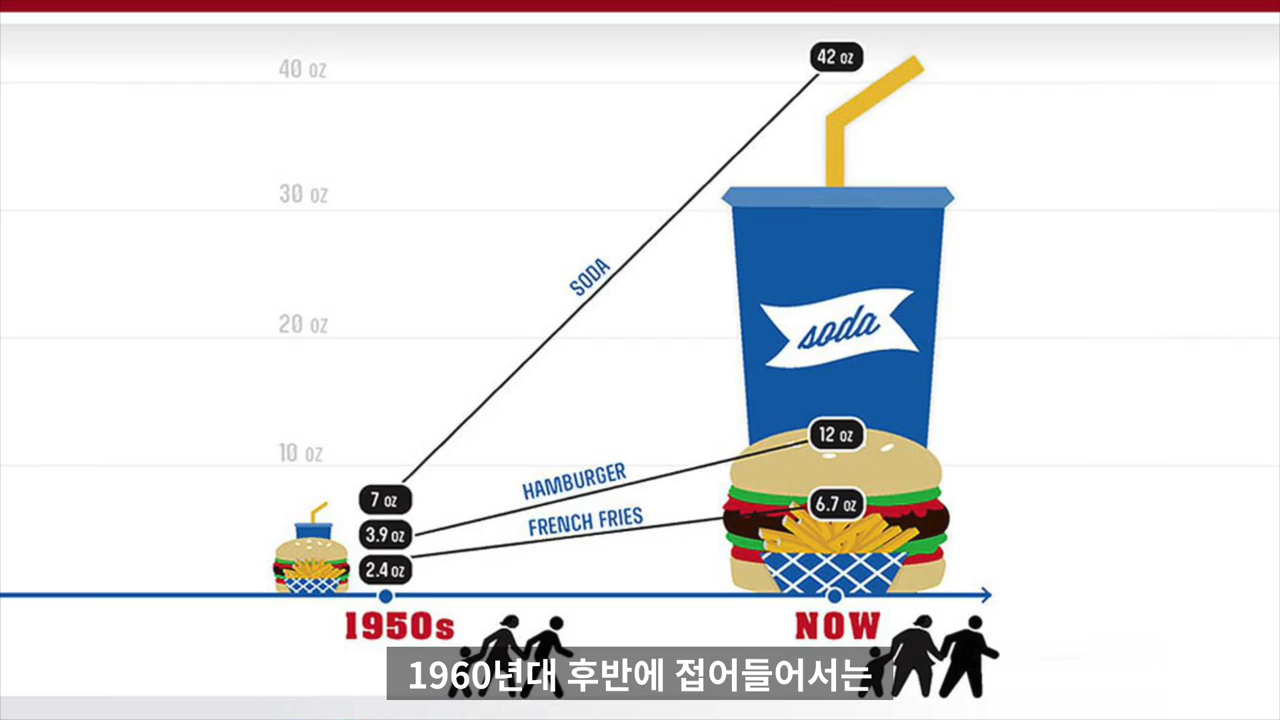 42 oz
40 oz
30 oz
SODA
soda
20 oz
12 oz
10 oz
HAMBURGER
7 oz
6.7 oz
FRENCH FRIES
3.9 oz
2.4 oz
1950s
NOW
1960년대 후반에 접어들어서는